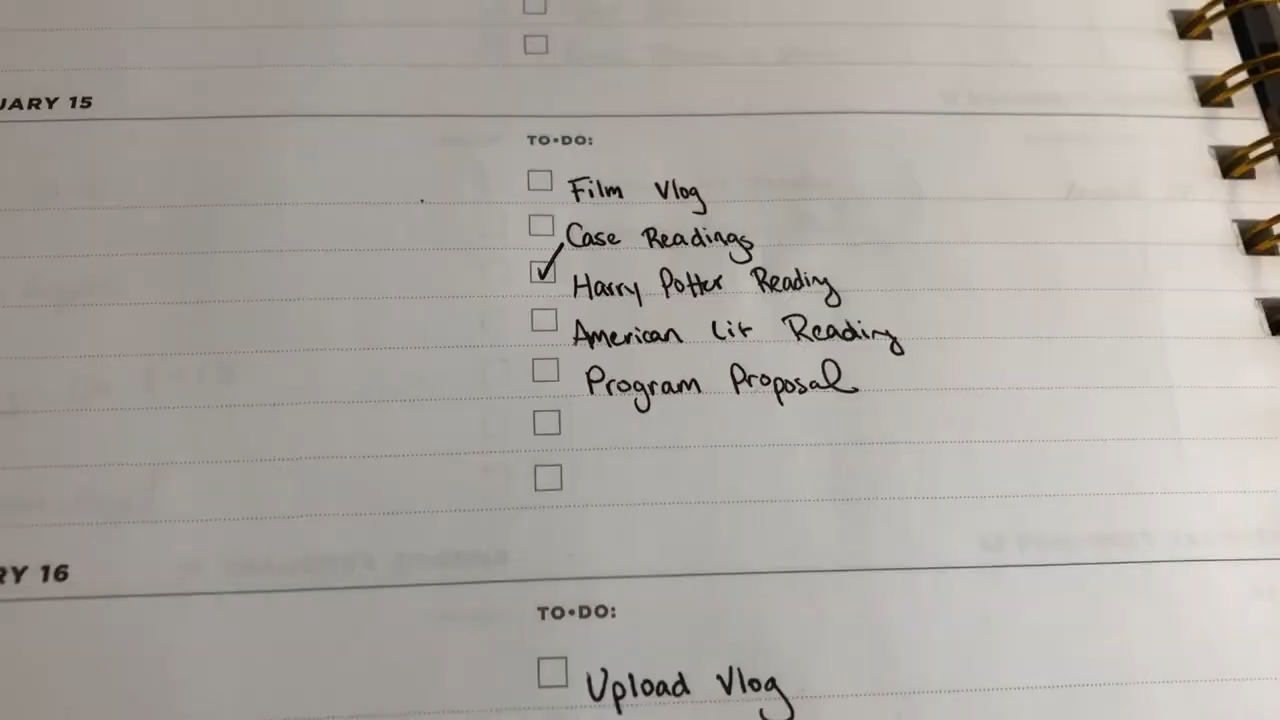 UARY 15
TO•DO:
Film Vlog
Case Readings
Harry Potter Reading
American Lit Reading
Program Proposal
RY 16
TO•DO:
Upload Vlog